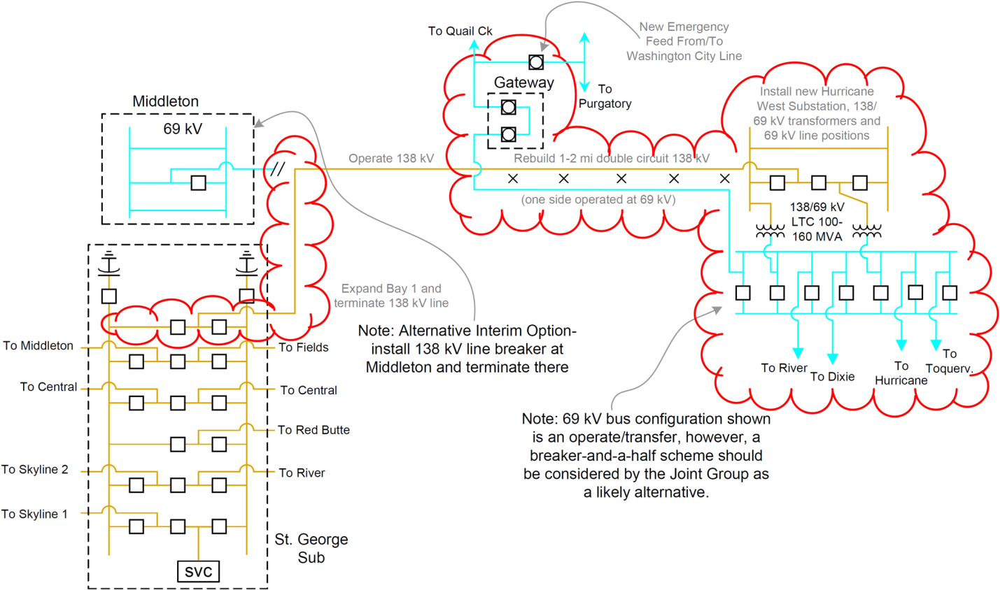 To Quail Ck
New Emergency
Feed From/To
Washington City Line
Gateway
To
Purgatory
Install new Hurricane
West Substation, 138/
69 kV transformers and
69 kV line positions
Middleton
69 kV
Operate 138 kV
Rebuild 1-2 mi double circuit 138 kV
(one side operated at 69 kV)
138/69 kV
LTC 100-
160 MVA
Expand Bay 1 and
terminate 138 kV line
Note: Alternative Interim Option-
install 138 kV line breaker at
Middleton and terminate there
To River
To Dixie
To
Hurricane
To
Toquerv.
To Middleton
To Fields
To Central
To Central
To Red Butte
To Skyline 2
To River
To Skyline 1
St. George
Sub
SVC
Note: 69 kV bus configuration shown
is an operate/transfer, however, a
breaker-and-a-half scheme should
be considered by the Joint Group as
a likely alternative.